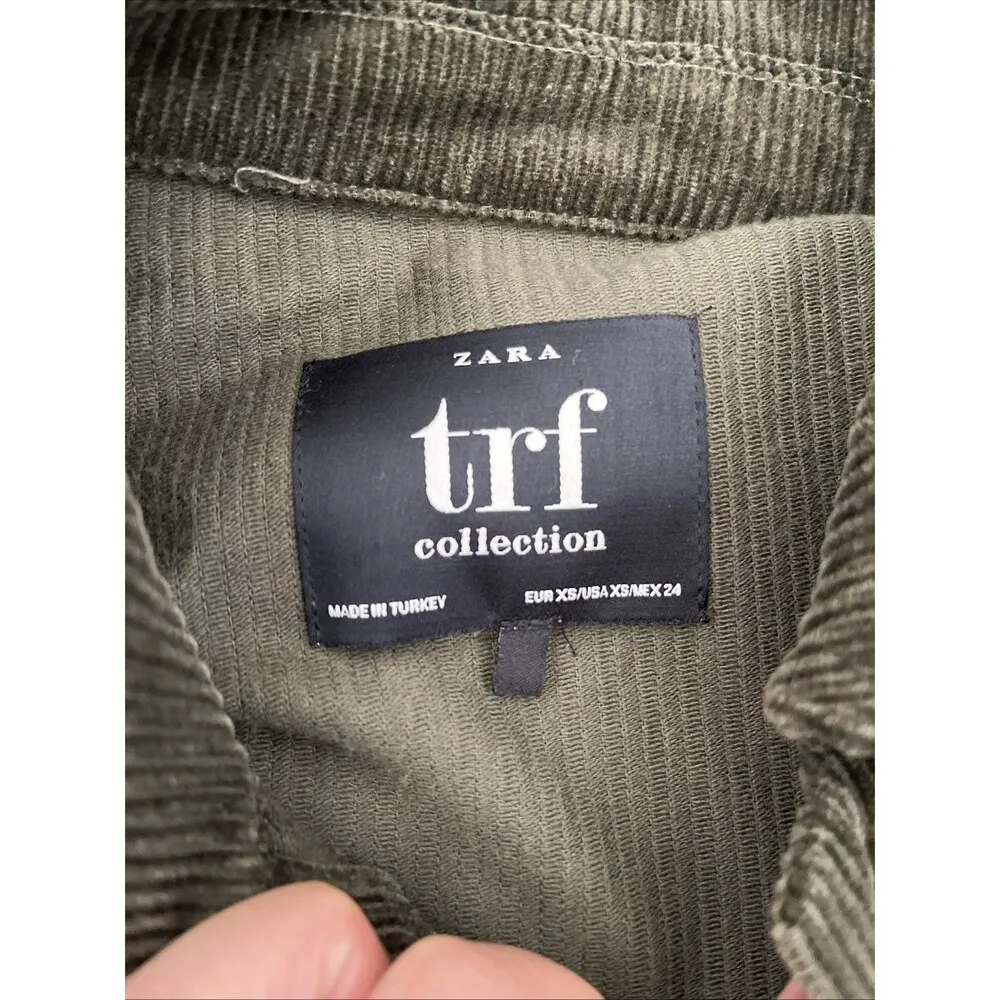 ZARA
trf
collection
MADE IN TURKEY
EUR XS/USA XS/MEX 24